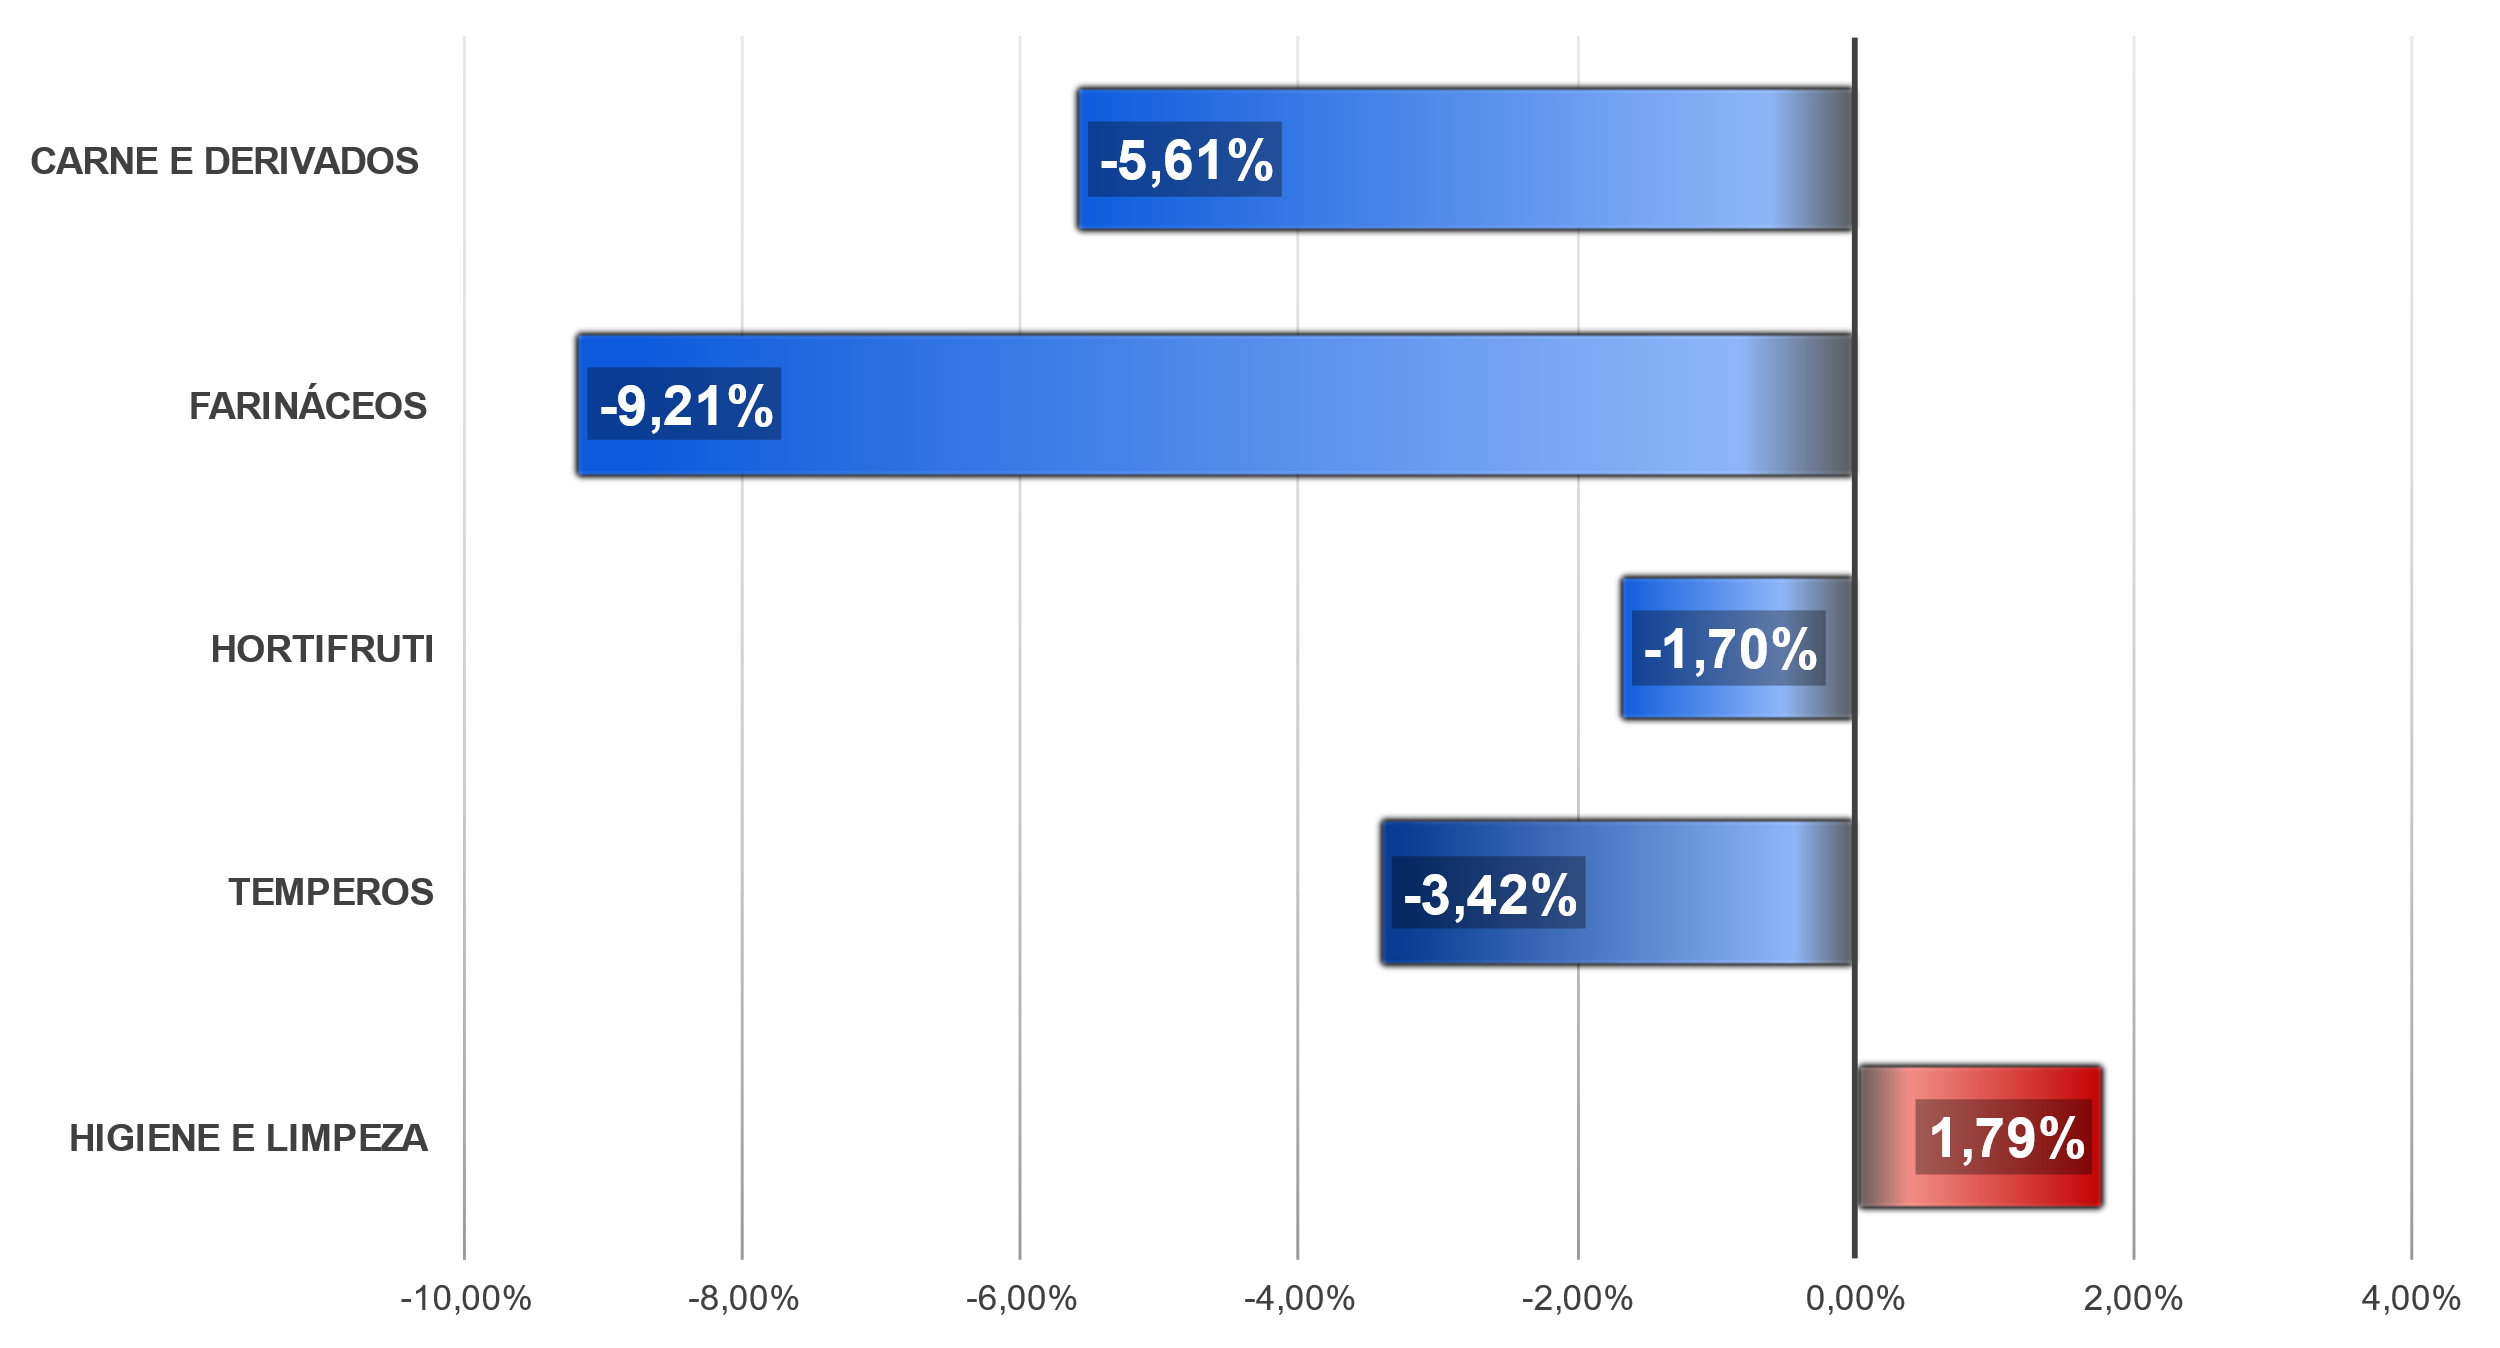 CARNE E DERIVADOS
-5,61%
FARINÁCEOS
-9,21%
HORTIFRUTI
-1,70%
TEMPEROS
-3,42%
HIGIENE E LIMPEZA
1,79%
-10,00% -8,00% -6,00% -4,00% -2,00% 0,00% 2,00% 4,00%